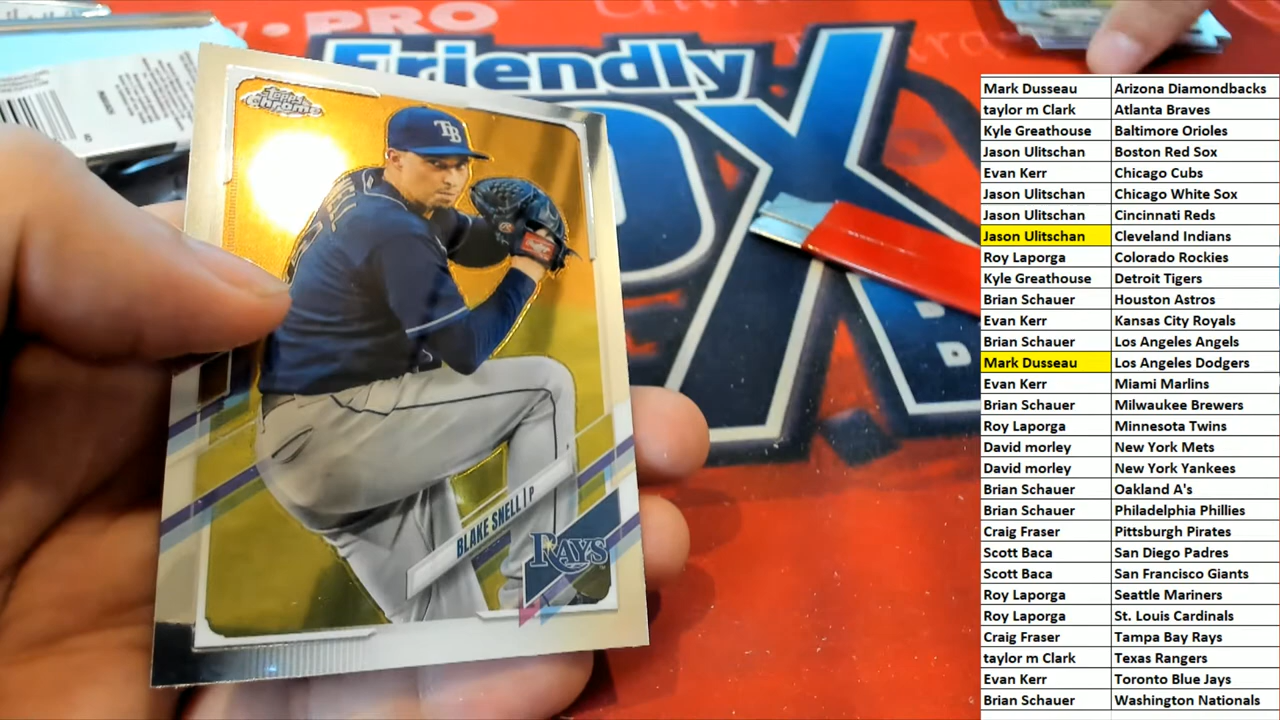 PRO
Friendly
OX
Topps
Chrome
TB
SNELL
BLAKE SNELL | P
RAYS
Mark Dusseau Arizona Diamondbacks
taylor m Clark Atlanta Braves
Kyle Greathouse Baltimore Orioles
Jason Ulitschan Boston Red Sox
Evan Kerr Chicago Cubs
Jason Ulitschan Chicago White Sox
Jason Ulitschan Cincinnati Reds
Jason Ulitschan Cleveland Indians
Roy Laporga Colorado Rockies
Kyle Greathouse Detroit Tigers
Brian Schauer Houston Astros
Evan Kerr Kansas City Royals
Brian Schauer Los Angeles Angels
Mark Dusseau Los Angeles Dodgers
Evan Kerr Miami Marlins
Brian Schauer Milwaukee Brewers
Roy Laporga Minnesota Twins
David morley New York Mets
David morley New York Yankees
Brian Schauer Oakland A's
Brian Schauer Philadelphia Phillies
Craig Fraser Pittsburgh Pirates
Scott Baca San Diego Padres
Scott Baca San Francisco Giants
Roy Laporga Seattle Mariners
Roy Laporga St. Louis Cardinals
Craig Fraser Tampa Bay Rays
taylor m Clark Texas Rangers
Evan Kerr Toronto Blue Jays
Brian Schauer Washington Nationals